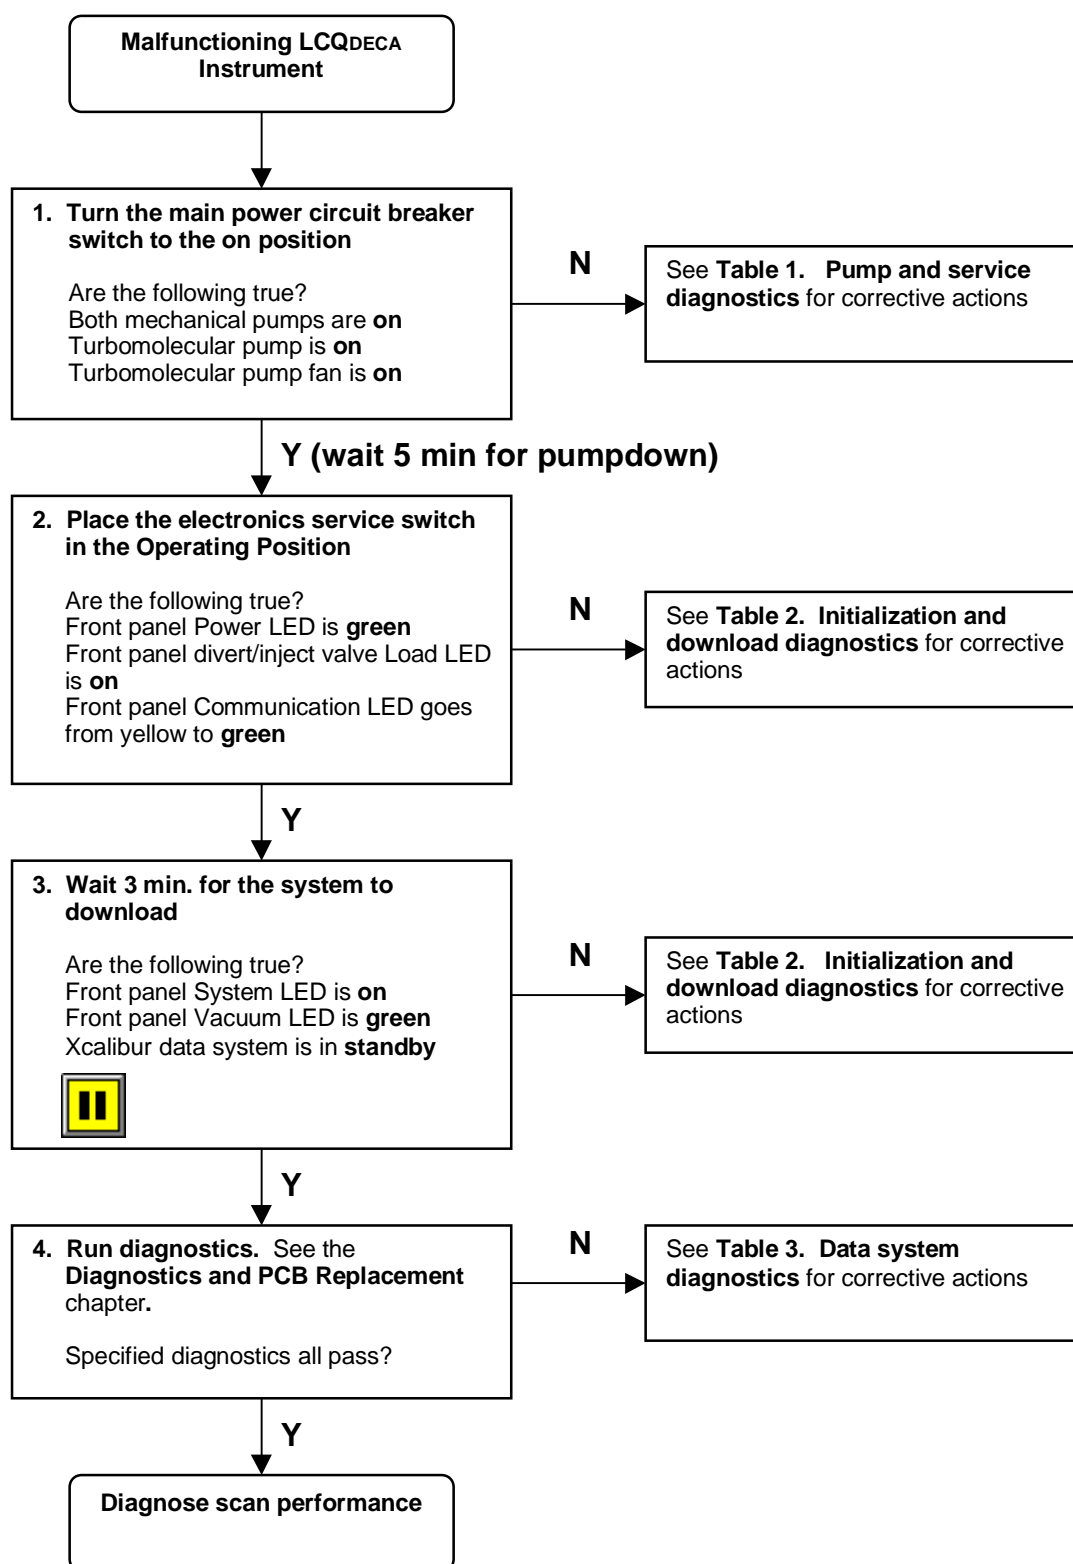 Malfunctioning LCQDECA
Instrument
1. Turn the main power circuit breaker
switch to the on position
Are the following true?
Both mechanical pumps are on
Turbomolecular pump is on
Turbomolecular pump fan is on
N
See Table 1. Pump and service
diagnostics for corrective actions
Y (wait 5 min for pumpdown)
2. Place the electronics service switch
in the Operating Position
Are the following true?
Front panel Power LED is green
Front panel divert/inject valve Load LED
is on
Front panel Communication LED goes
from yellow to green
N
See Table 2. Initialization and
download diagnostics for corrective
actions
Y
3. Wait 3 min. for the system to
download
Are the following true?
Front panel System LED is on
Front panel Vacuum LED is green
Xcalibur data system is in standby
N
See Table 2. Initialization and
download diagnostics for corrective
actions
Y
4. Run diagnostics. See the
Diagnostics and PCB Replacement
chapter.
Specified diagnostics all pass?
N
See Table 3. Data system
diagnostics for corrective actions
Y
Diagnose scan performance